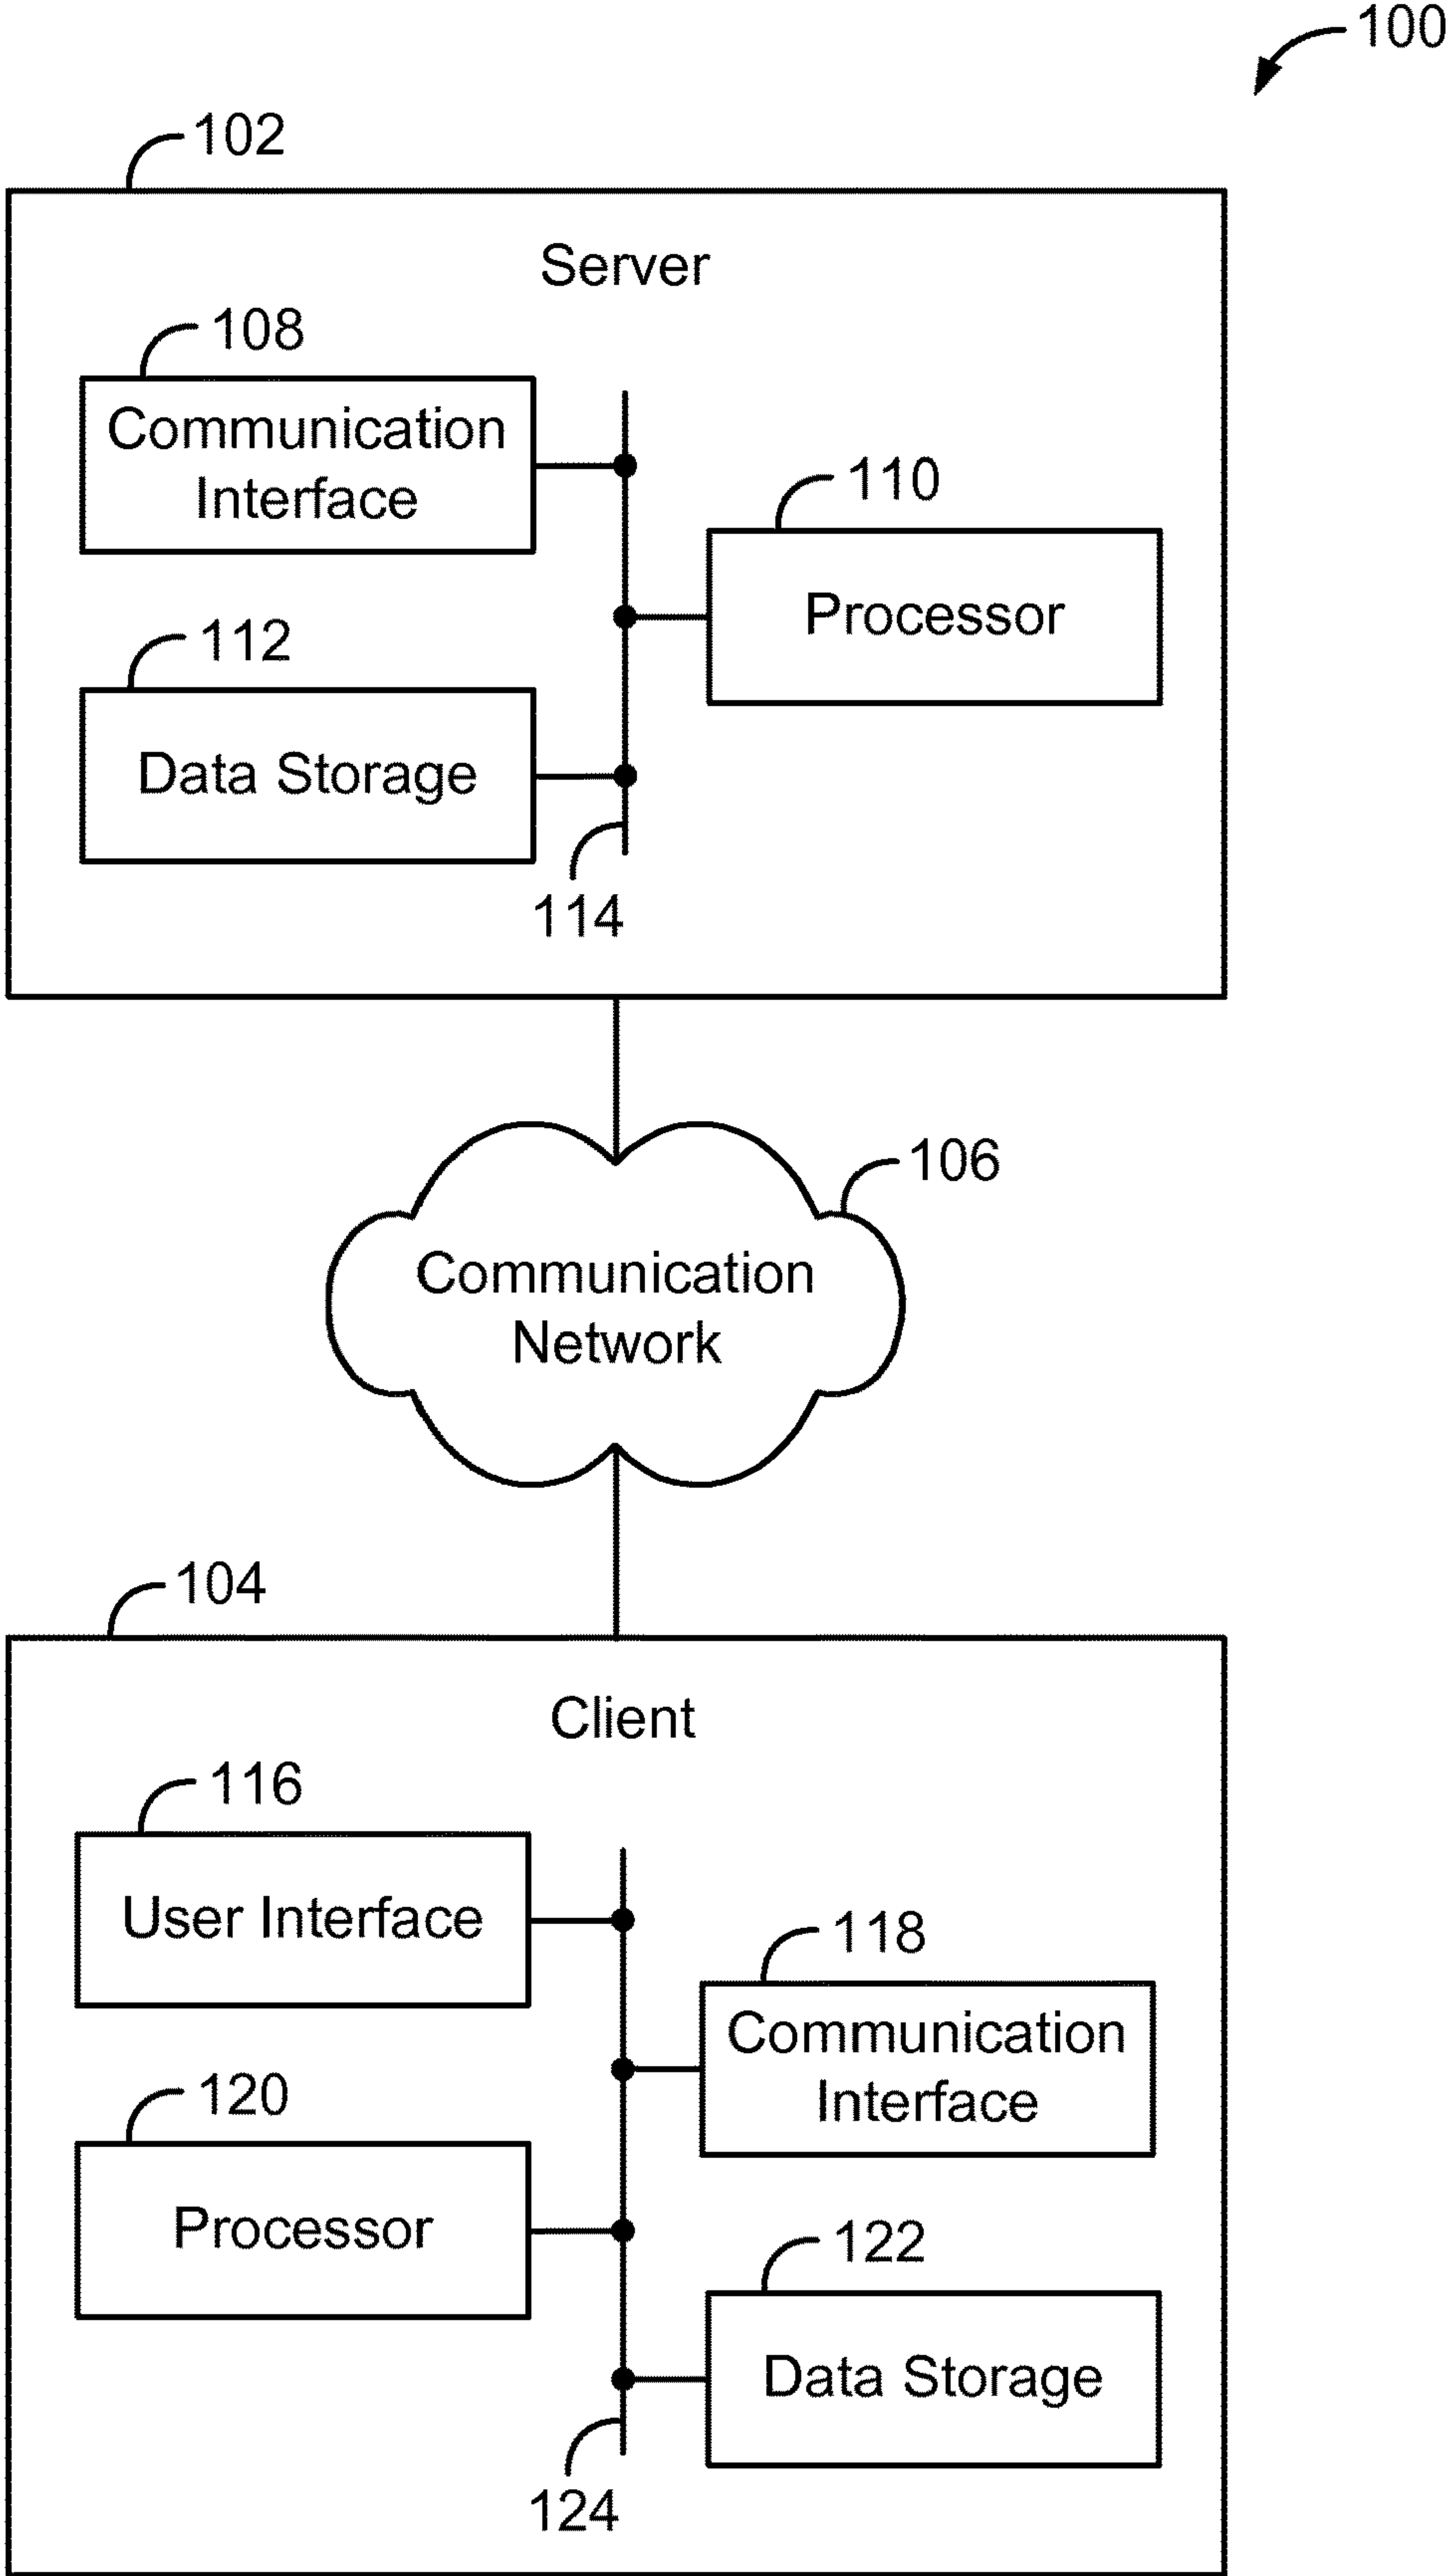 100
102
Server
108
Communication
Interface
110
Processor
112
Data Storage
114
106
Communication
Network
104
Client
116
User Interface
118
Communication
Interface
120
Processor
122
Data Storage
124